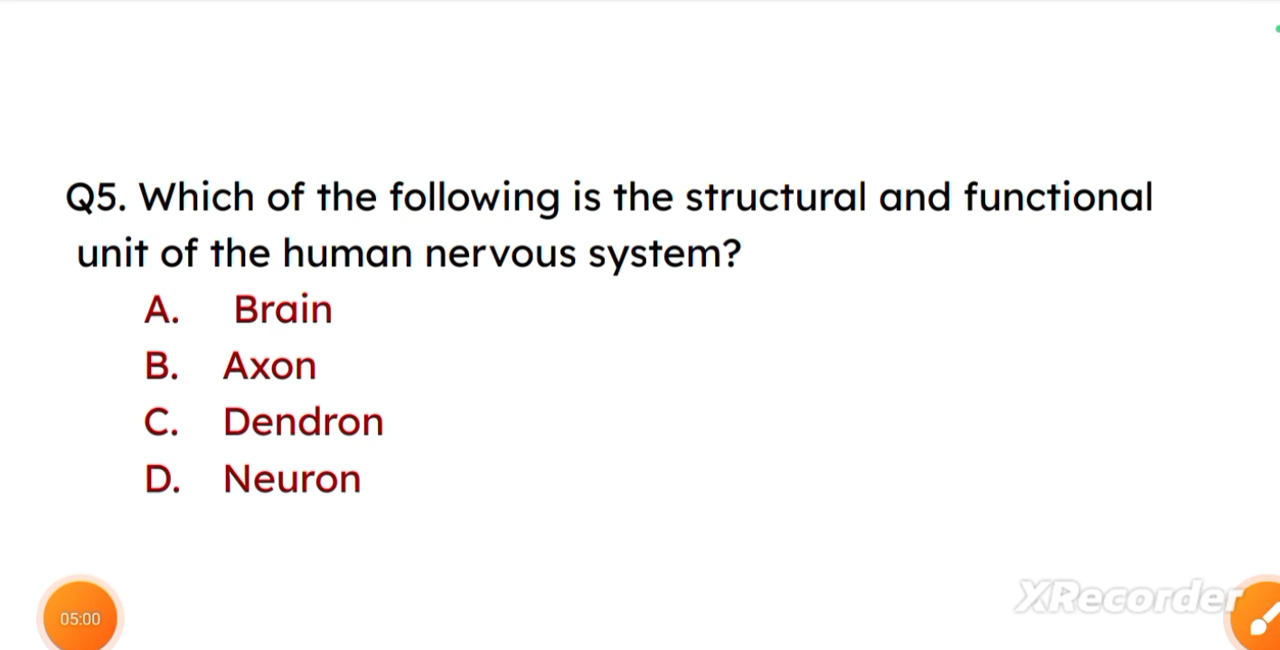 Q5. Which of the following is the structural and functional
unit of the human nervous system?
A. Brain
B. Axon
C. Dendron
D. Neuron
05:00
XRecorder